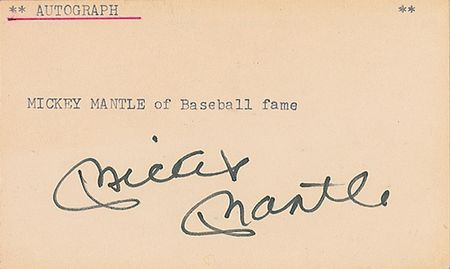 ** AUTOGRAPH **
MICKEY MANTLE of Baseball fame
Mickey
Mantle